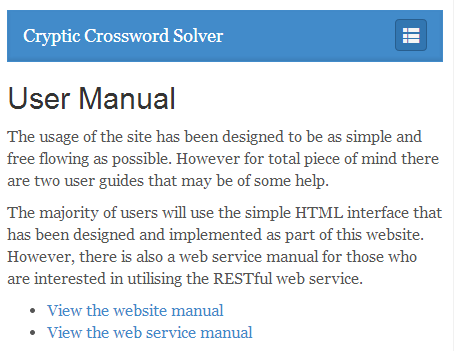 Cryptic Crossword Solver
User Manual
The usage of the site has been designed to be as simple and
free flowing as possible. However for total piece of mind there
are two user guides that may be of some help.
The majority of users will use the simple HTML interface that
has been designed and implemented as part of this website.
However, there is also a web service manual for those who
are interested in utilising the RESTful web service.
• View the website manual
• View the web service manual